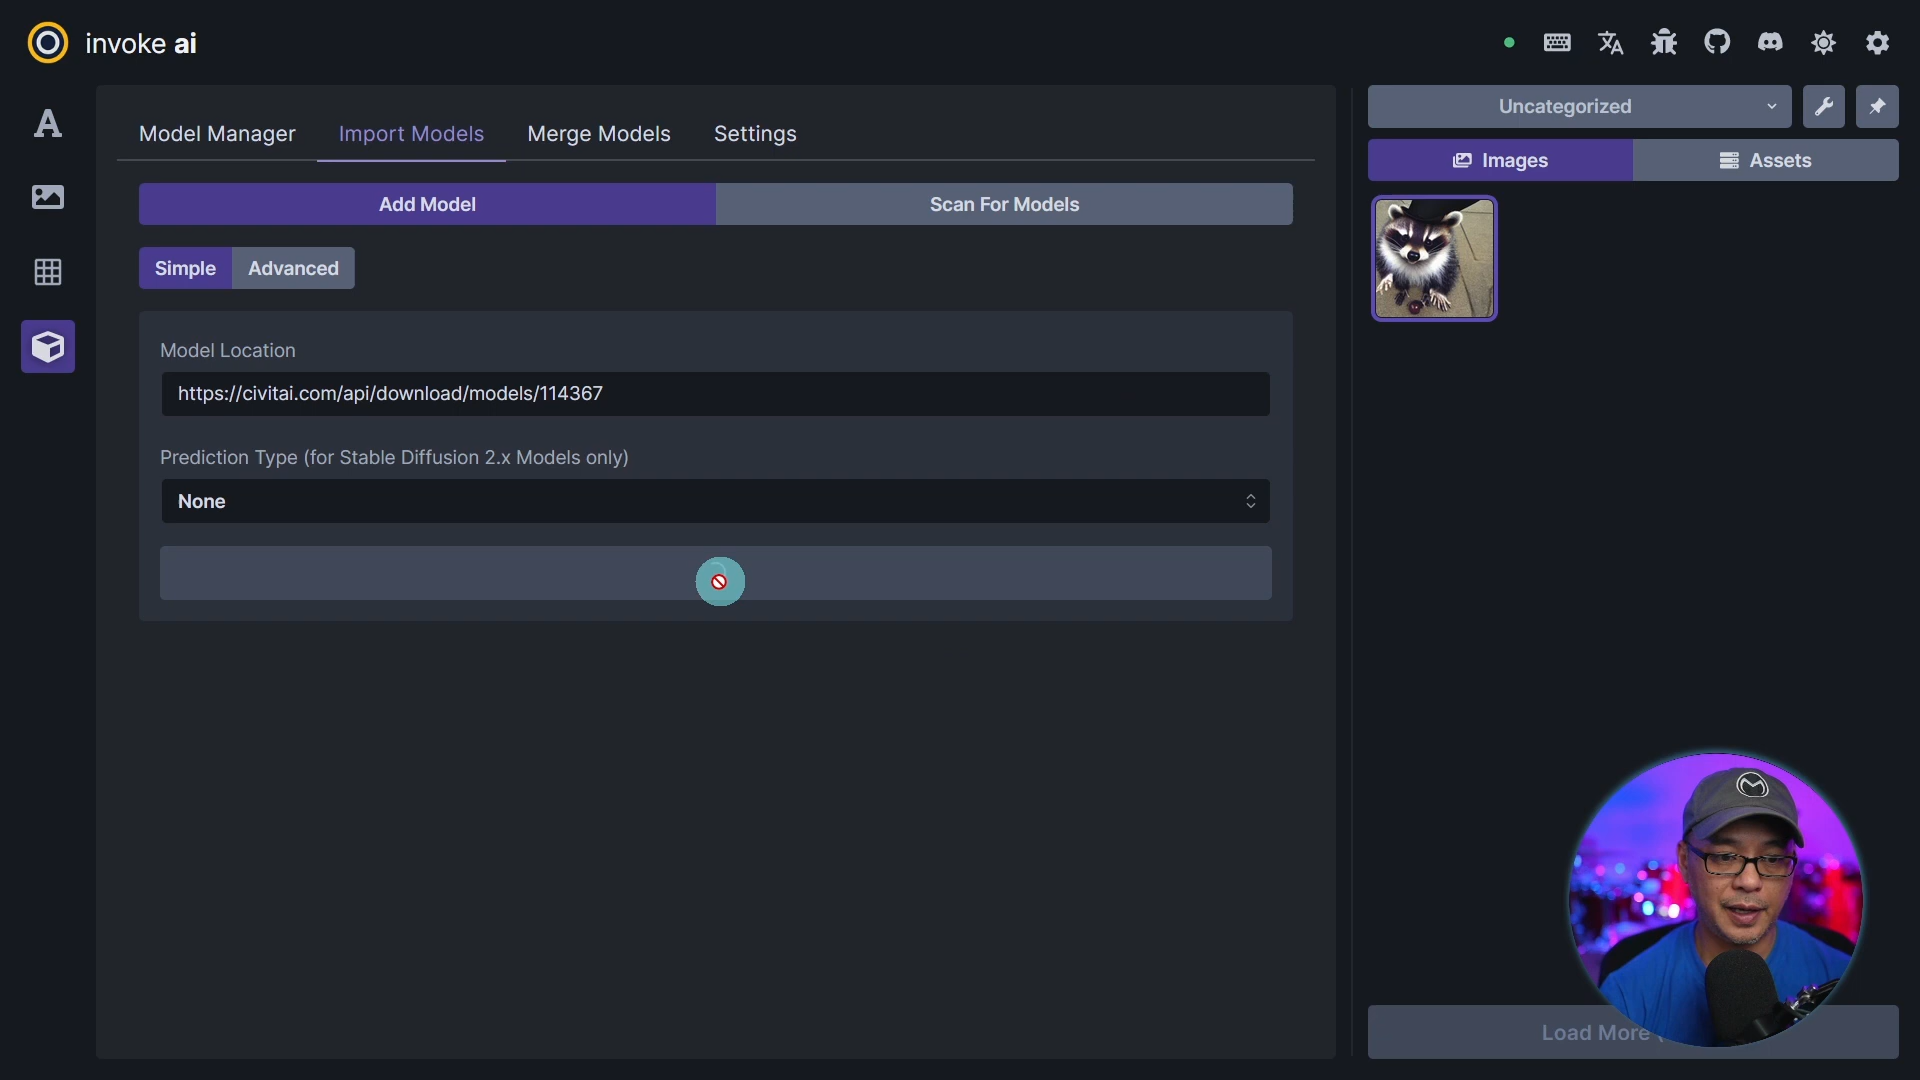 invoke ai
Model Manager
Import Models
Merge Models
Settings
Add Model
Scan For Models
Simple
Advanced
Model Location
https://civitai.com/api/download/models/114367
Prediction Type (for Stable Diffusion 2.x Models only)
None
Uncategorized
Images
Assets
Load More